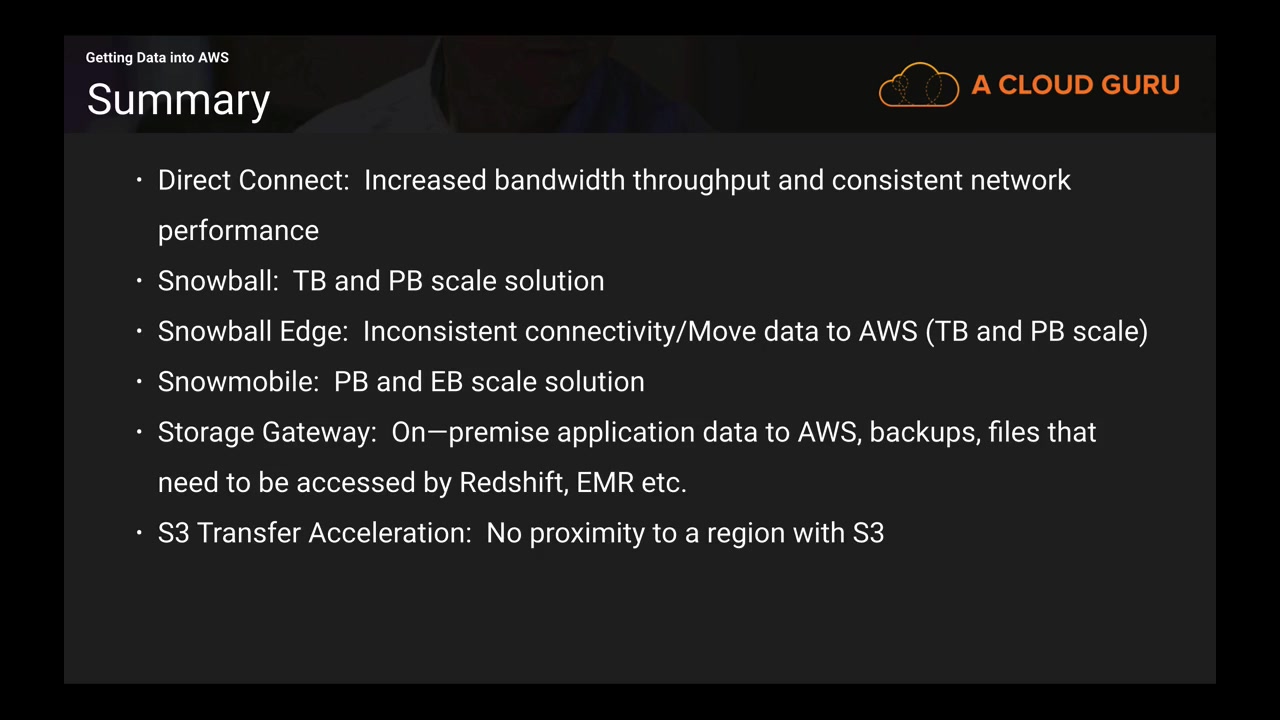 Getting Data into AWS
Summary
A CLOUD GURU
• Direct Connect: Increased bandwidth throughput and consistent network
performance
• Snowball: TB and PB scale solution
• Snowball Edge: Inconsistent connectivity/Move data to AWS (TB and PB scale)
• Snowmobile: PB and EB scale solution
• Storage Gateway: On—premise application data to AWS, backups, files that
need to be accessed by Redshift, EMR etc.
• S3 Transfer Acceleration: No proximity to a region with S3